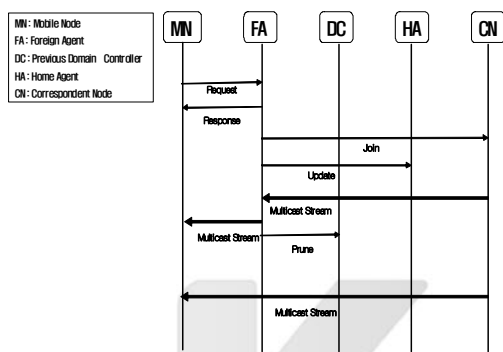 MN : Mobile Node
FA : Foreign Agent
DC : Previous Domain Controller
HA : Home Agent
CN : Correspondent Node
MN FA DC HA CN
Request
Response
Join
Update
Multicast Stream
Multicast Stream
Prune
Multicast Stream